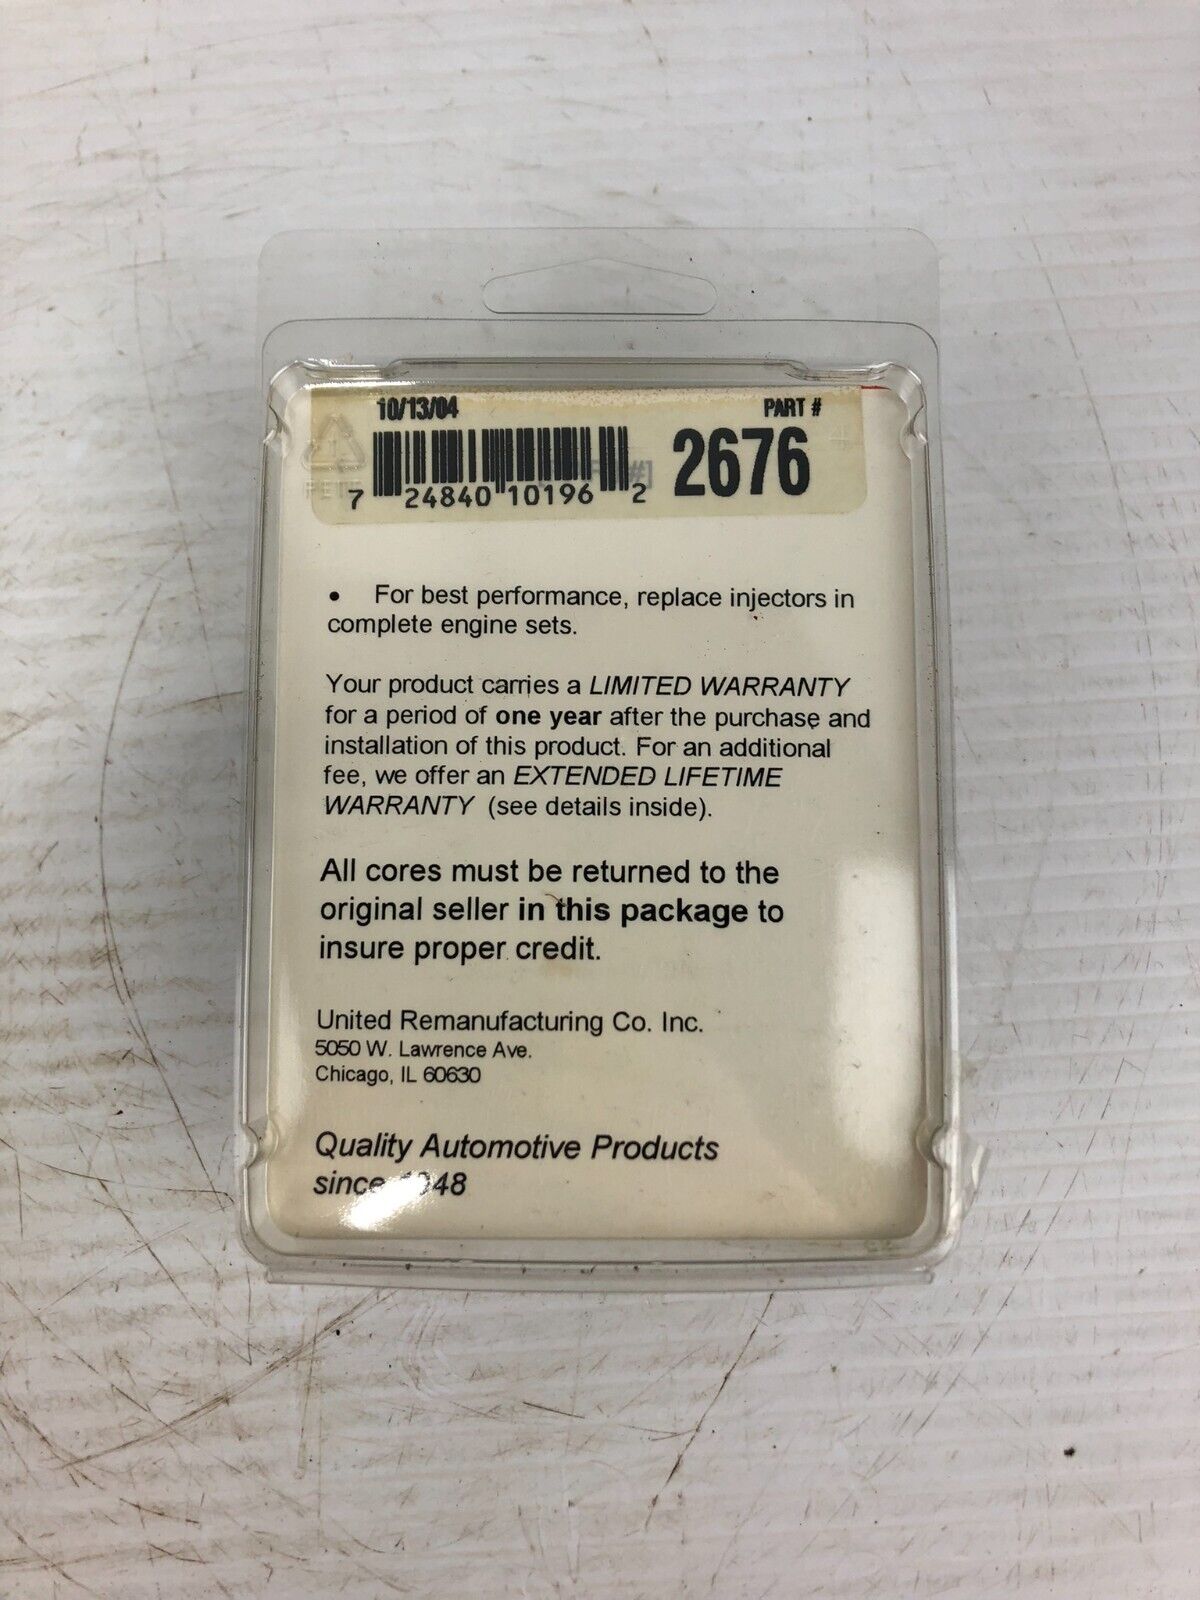 10/13/04
PART #
7 24840 10196 2
2676
• For best performance, replace injectors in
complete engine sets.
Your product carries a LIMITED WARRANTY
for a period of one year after the purchase and
installation of this product. For an additional
fee, we offer an EXTENDED LIFETIME
WARRANTY (see details inside).
All cores must be returned to the
original seller in this package to
insure proper credit.
United Remanufacturing Co. Inc.
5050 W. Lawrence Ave.
Chicago, IL 60630
Quality Automotive Products
since